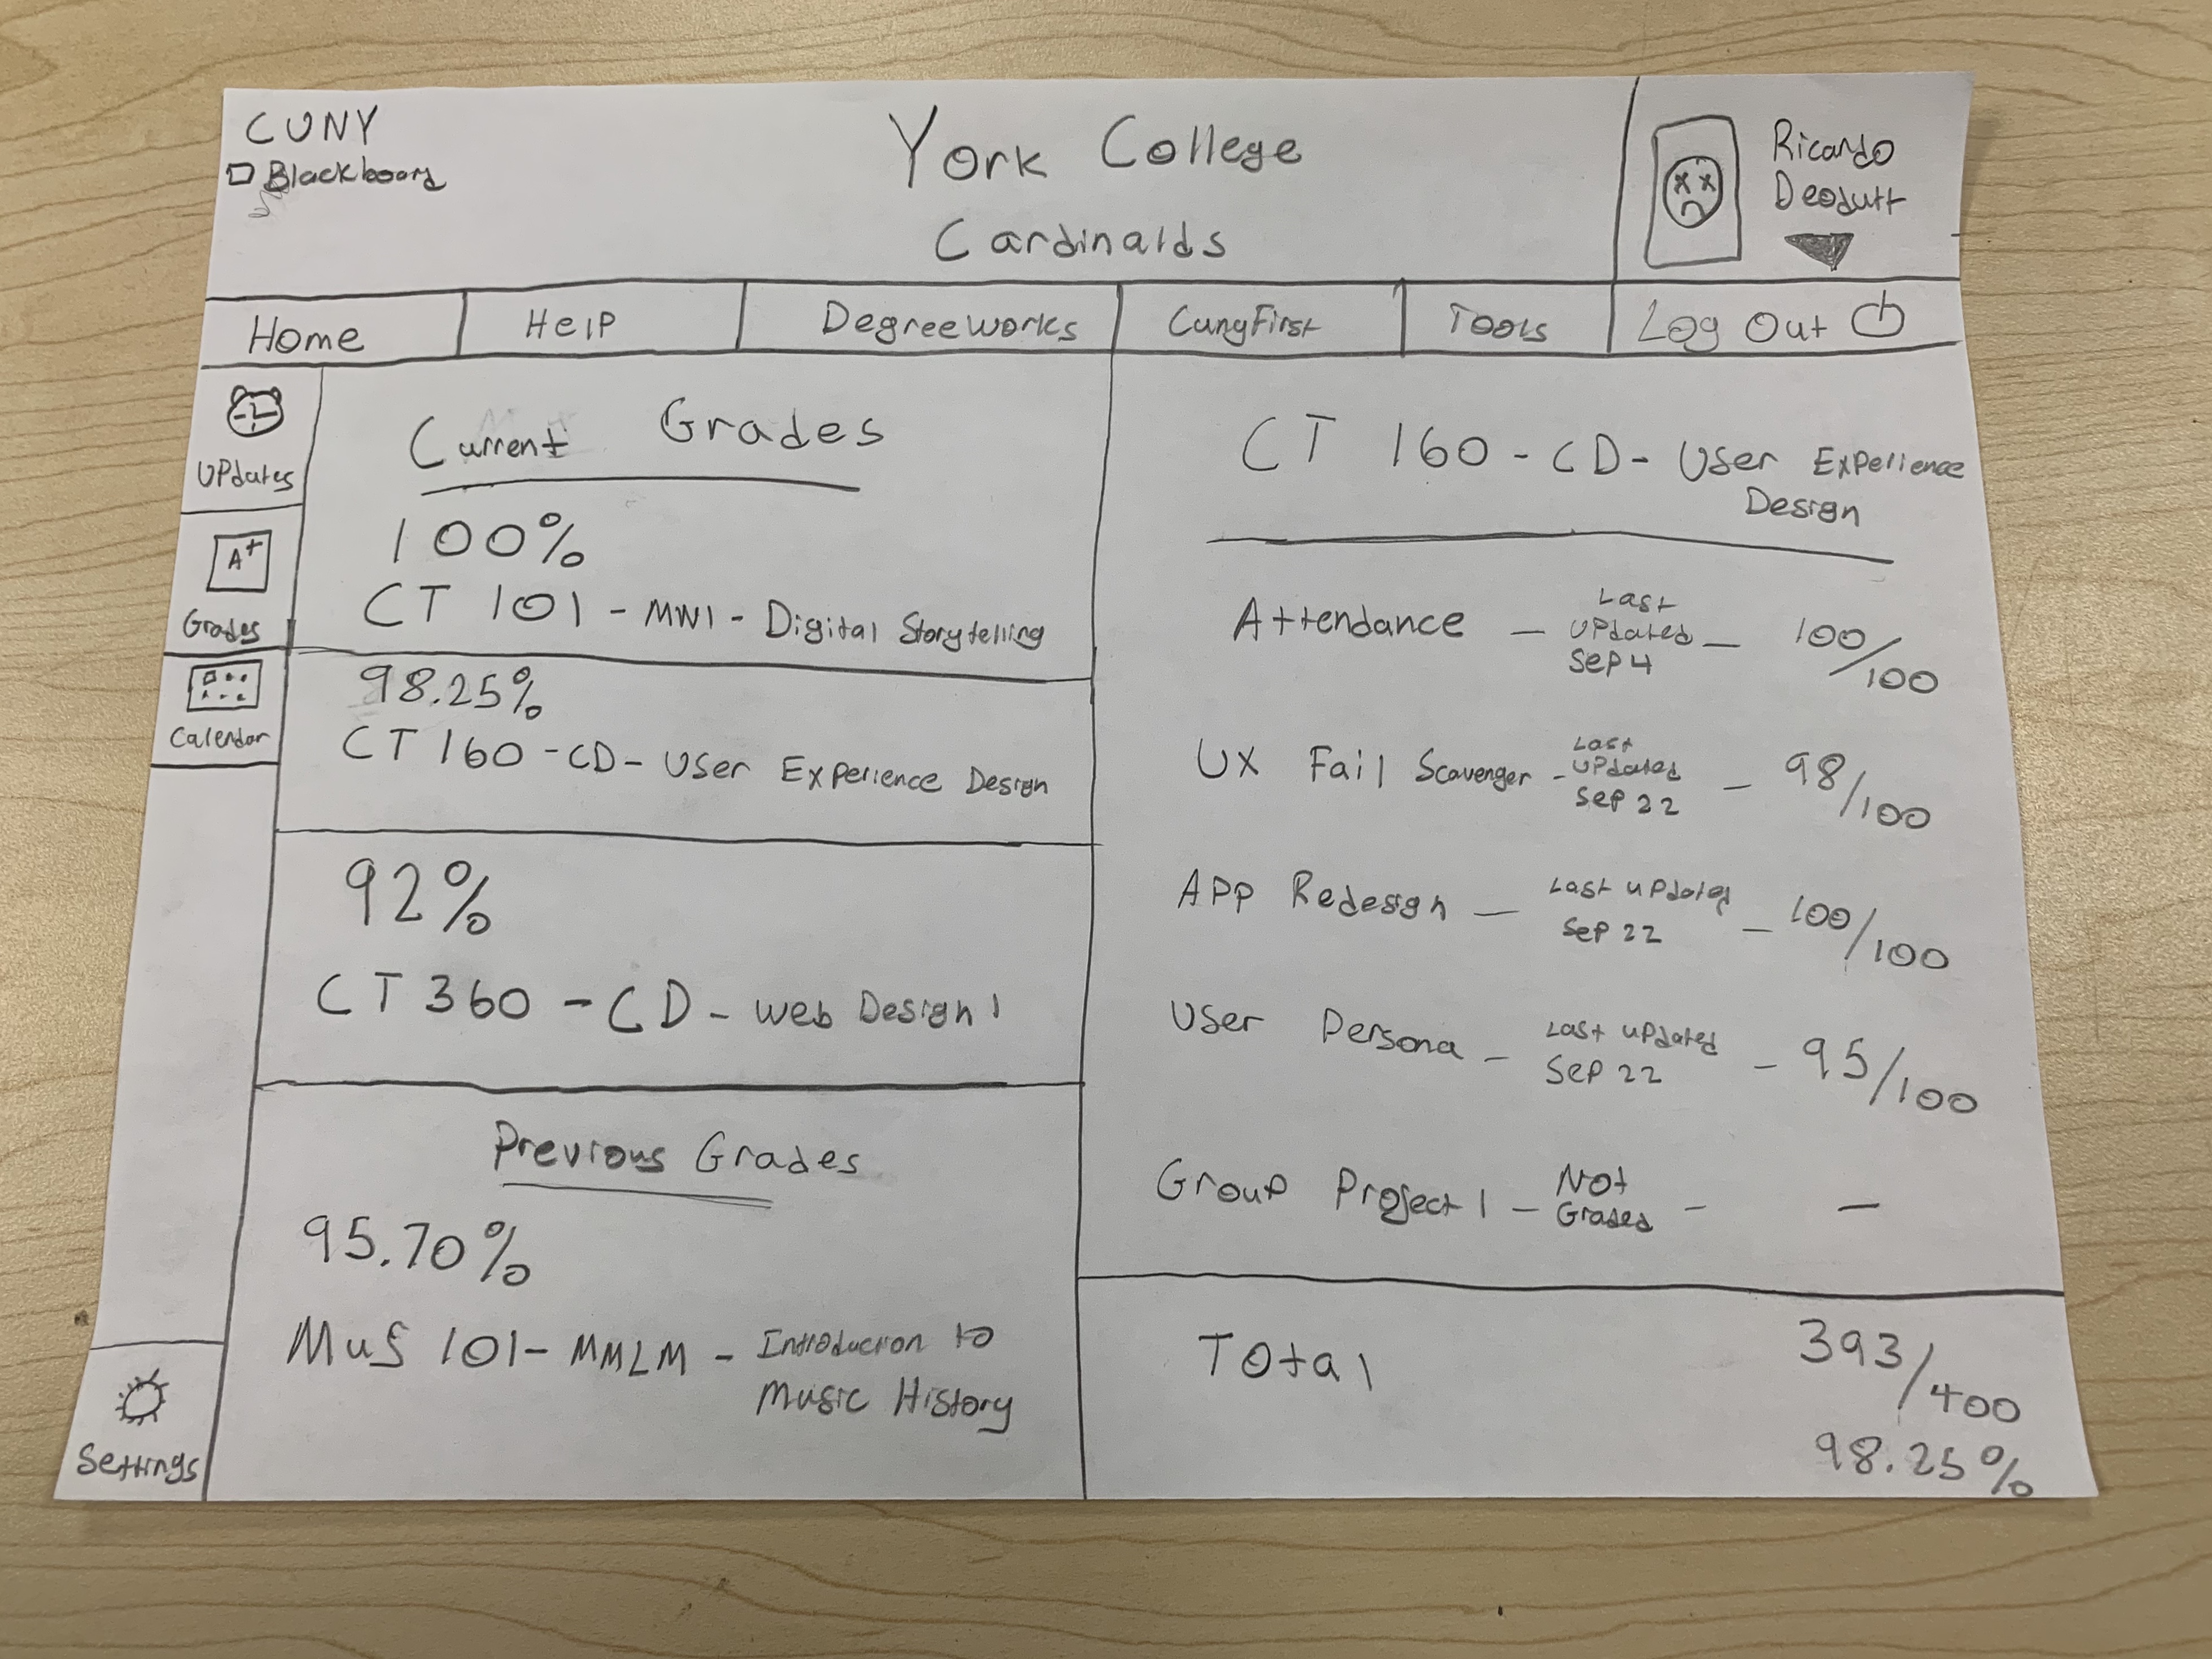 CUNY
Blackboard
York College
Cardinalds
Ricardo
Deodutt
Home
Help
DegreeWorks
CunyFirst
Tools
Log Out
Updates
A+
Grades
Calendar
Settings
Current Grades
100%
CT 101 - MW1 - Digital Storytelling
98.25%
CT 160 - CD - User Experience Design
92%
CT 360 - CD - Web Design 1
Previous Grades
95.70%
MUS 101 - MMLM - Introduction to
Music History
CT 160 - CD - User Experience
Design
Attendance - Last
Updated - 100/100
Sep 4
UX Fail Scavenger - Last
Updated - 98/100
Sep 22
App Redesign - Last updated
Sep 22 - 100/100
User Persona - Last updated
Sep 22 - 95/100
Group Project 1 - Not
Graded - -
Total 393/400
98.25%